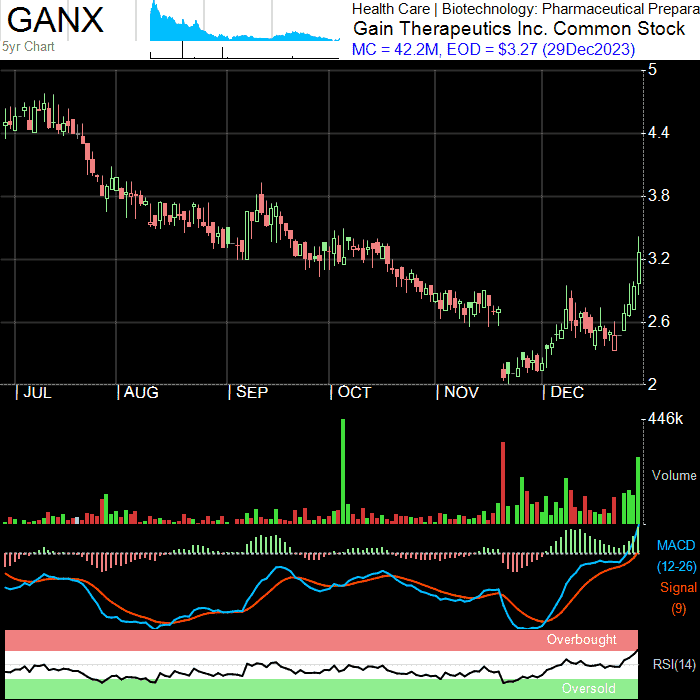 GANX
5yr Chart
Health Care | Biotechnology: Pharmaceutical Prepara
Gain Therapeutics Inc. Common Stock
MC = 42.2M, EOD = $3.27 (29Dec2023)
5
4.4
3.8
3.2
2.6
2
JUL
AUG
SEP
OCT
NOV
DEC
446k
Volume
MACD
(12-26)
Signal
(9)
Overbought
RSI(14)
Oversold